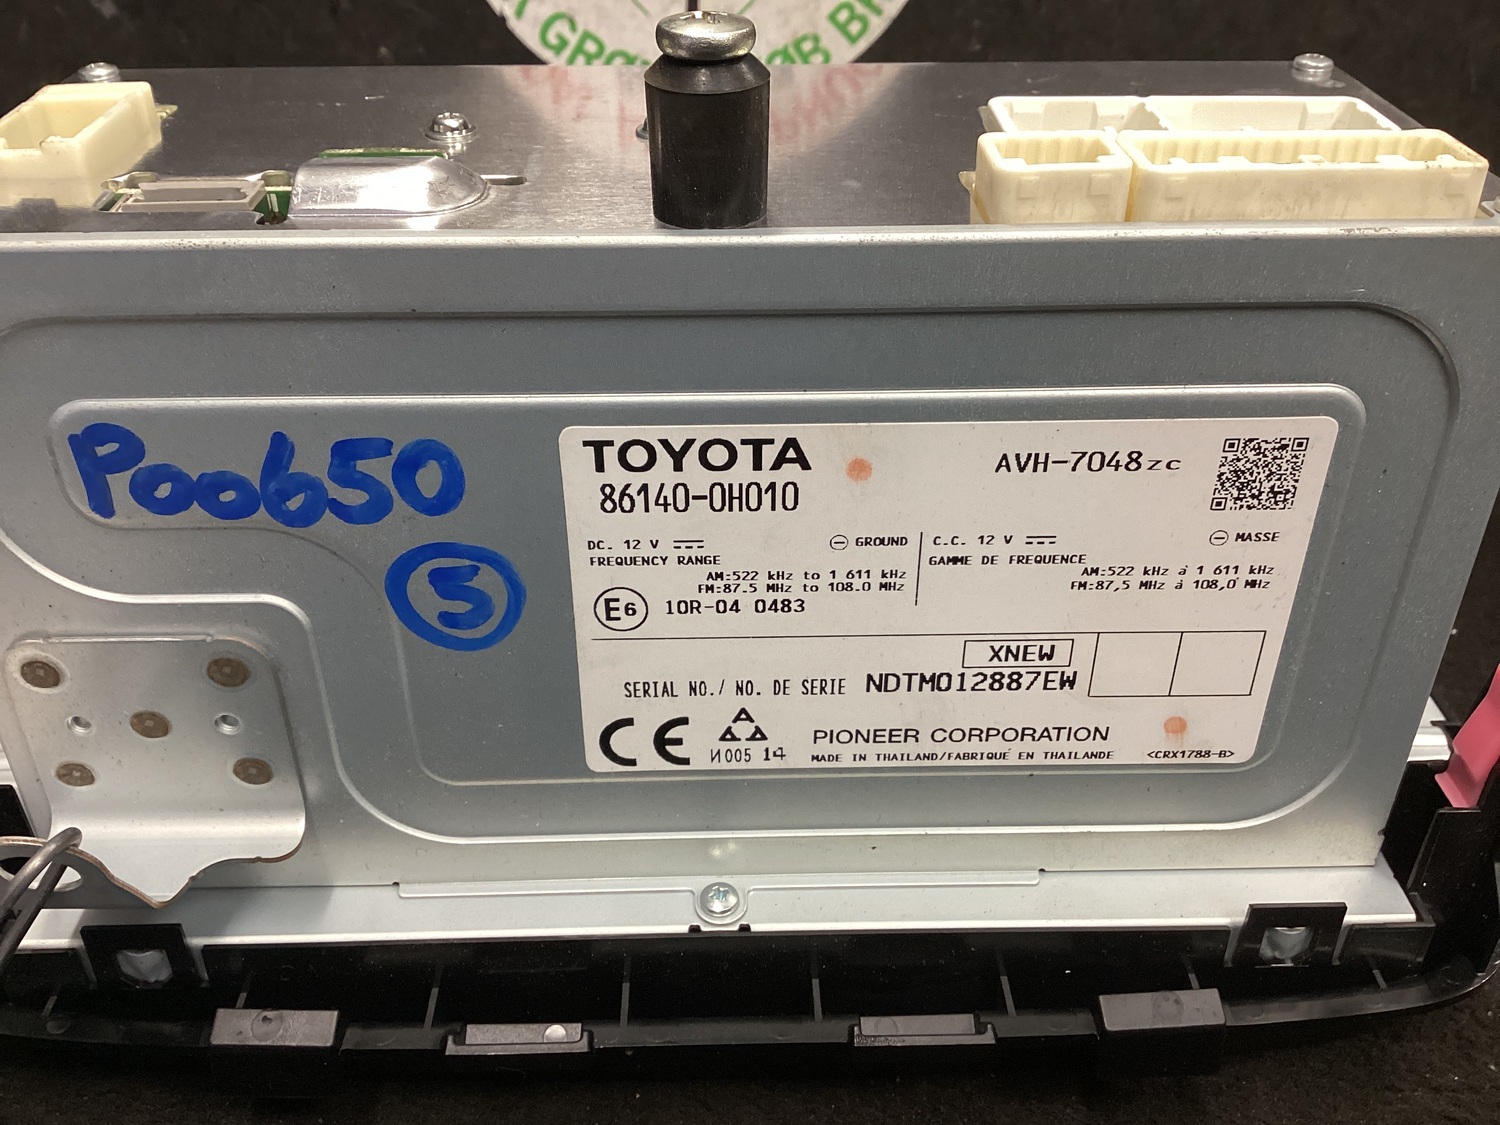 TOYOTA
86140-0H010
AVH-7048zc
DC. 12 V
GROUND
FREQUENCY RANGE
AM:522 kHz to 1 611 kHz
FM:87.5 MHz to 108.0 MHz
E6 10R-04 0483
C.C. 12 V
MASSE
GAMME DE FREQUENCE
AM:522 kHz à 1 611 kHz
FM:87,5 MHz à 108,0 MHz
XNEW
SERIAL NO./ NO. DE SERIE NDTM012887EW
CE
N005 14
PIONEER CORPORATION
MADE IN THAILAND/FABRIQUÉ EN THAILANDE <CRX1788-B>
P00650
5